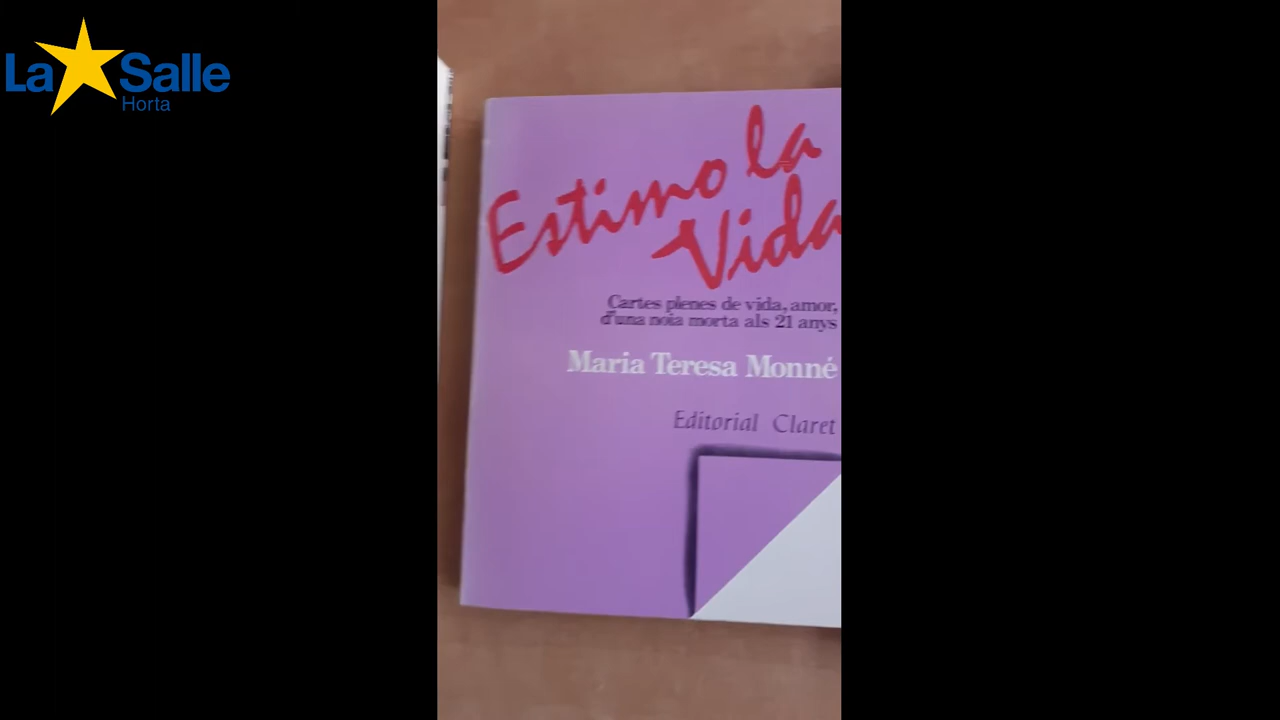 La Salle
Horta
Estimo la
Vida
Cartes plenes de vida, amor,
d'una noia morta als 21 anys
Maria Teresa Monné
Editorial Claret